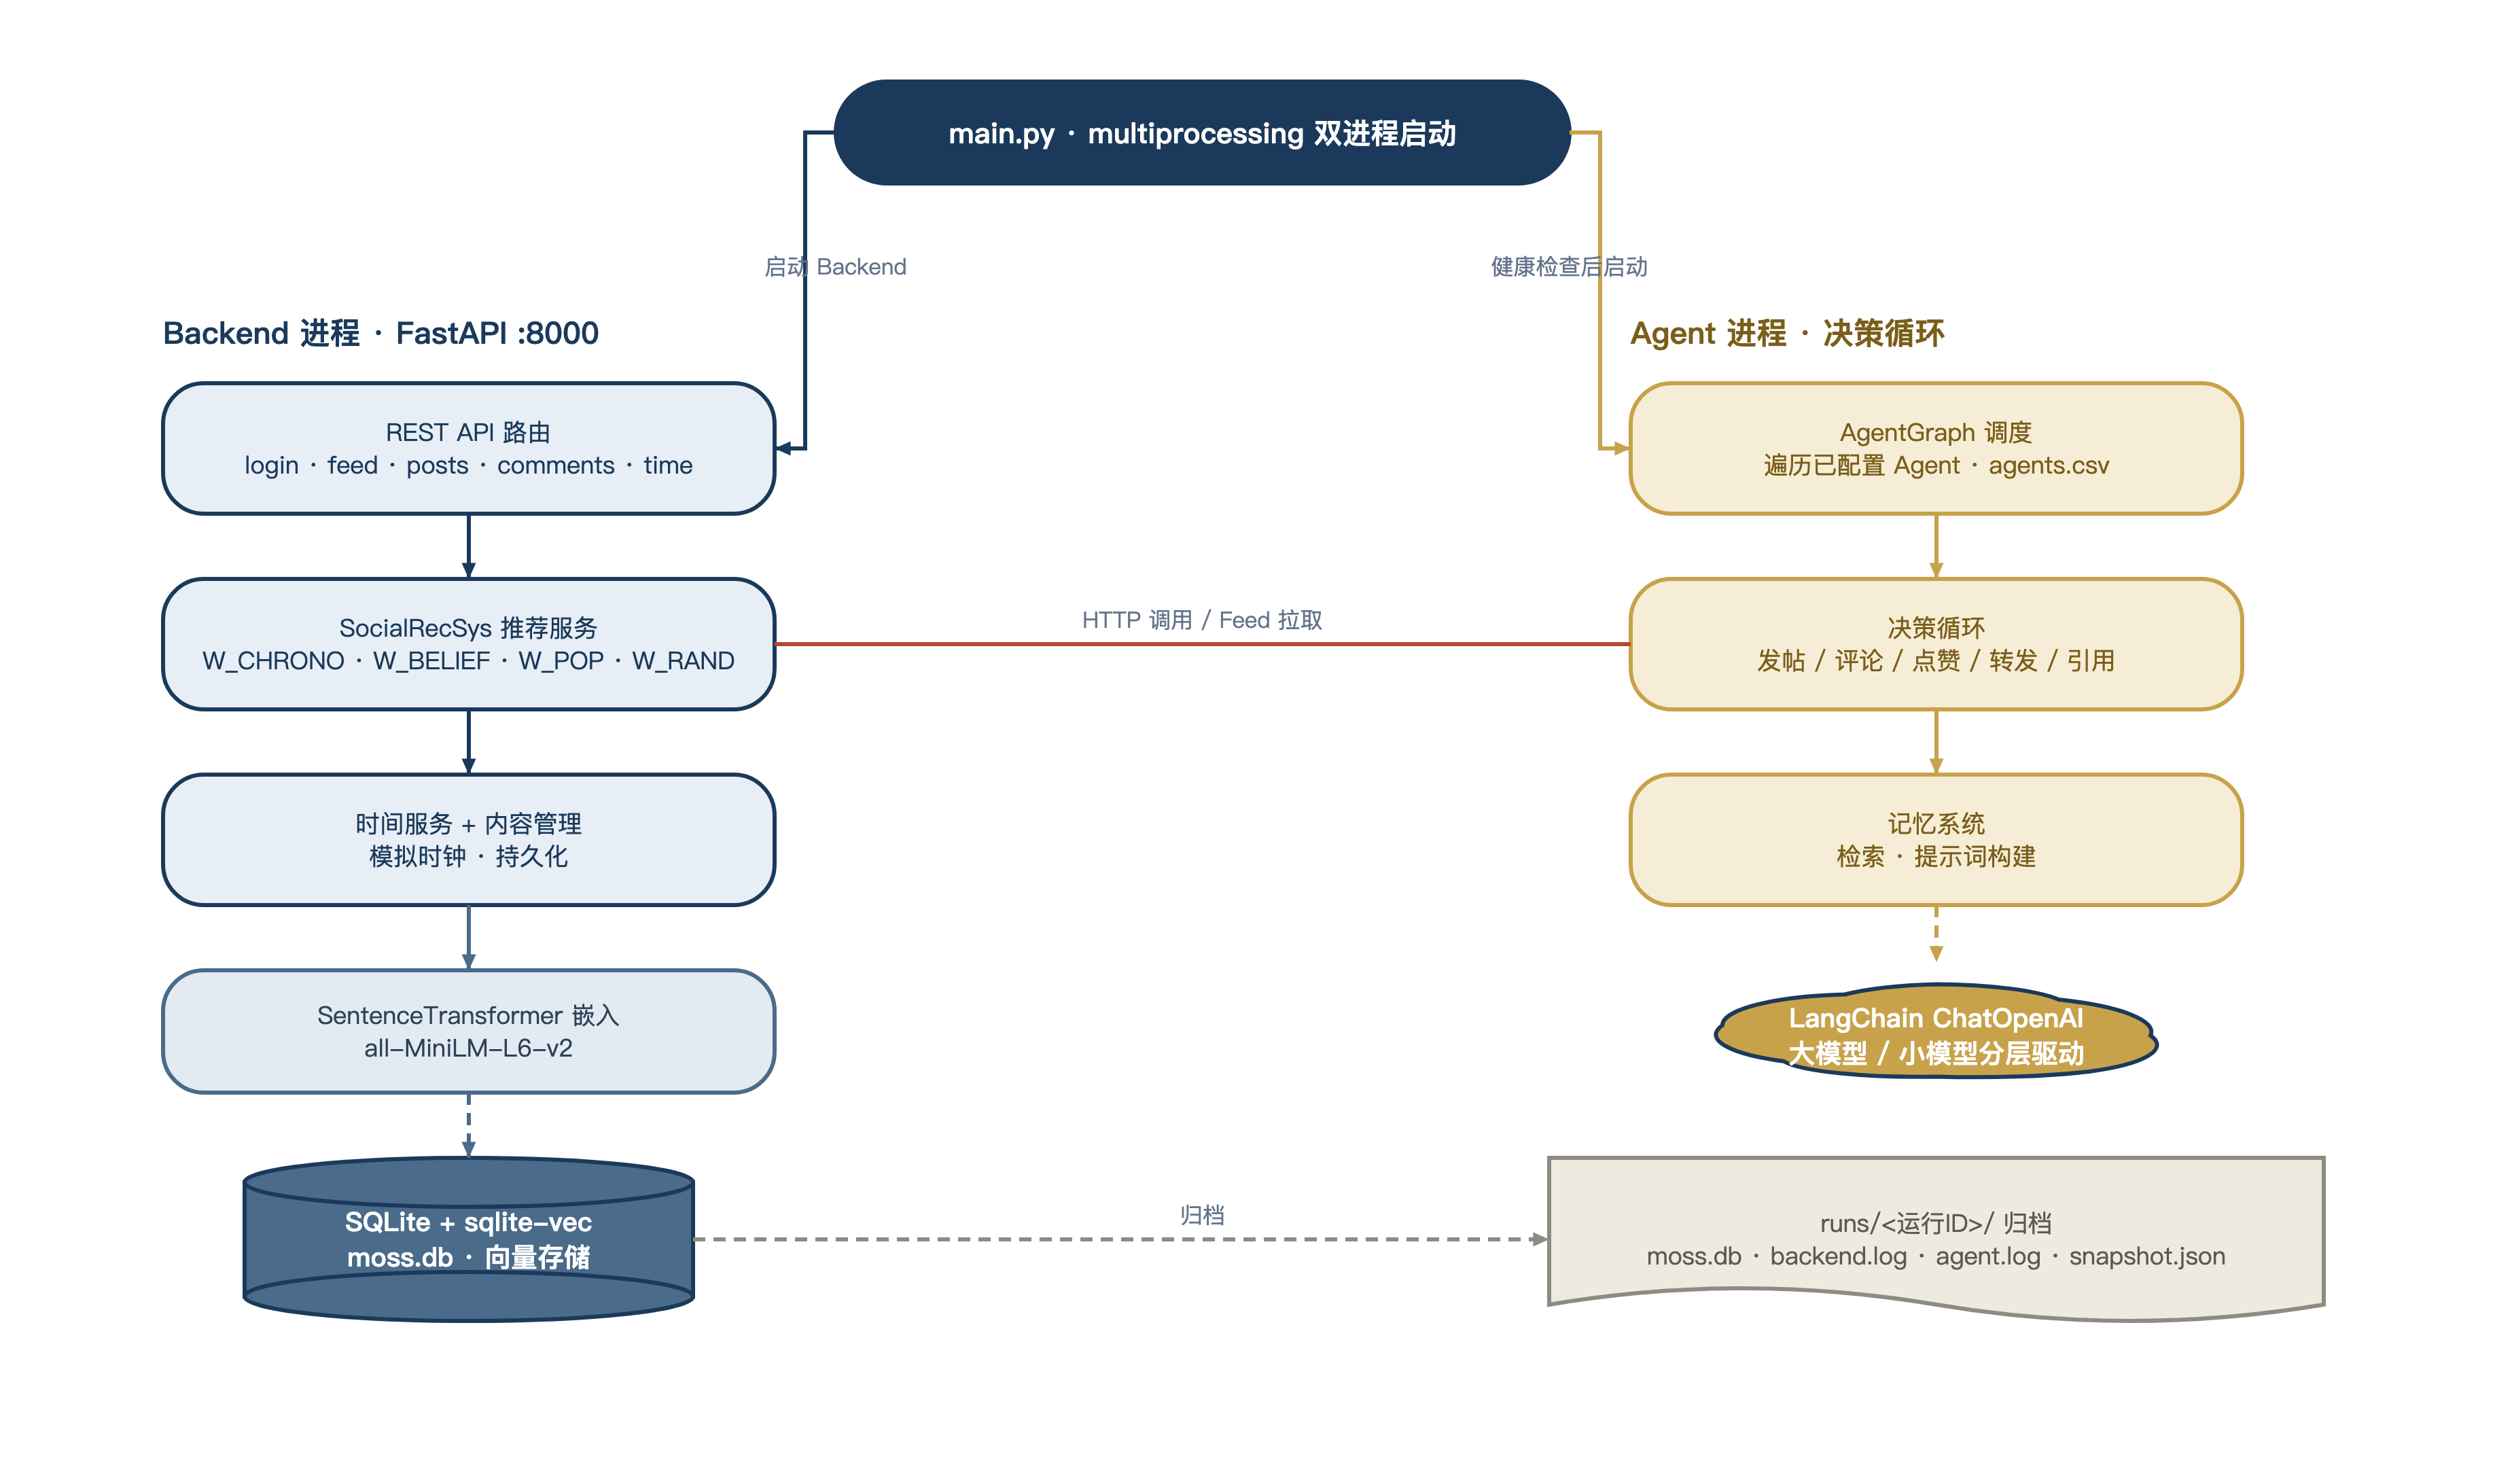 main.py · multiprocessing 双进程启动
启动 Backend
健康检查后启动
Backend 进程 · FastAPI :8000
REST API 路由
login · feed · posts · comments · time
SocialRecSys 推荐服务
W_CHRONO · W_BELIEF · W_POP · W_RAND
时间服务 + 内容管理
模拟时钟 · 持久化
SentenceTransformer 嵌入
all-MiniLM-L6-v2
SQLite + sqlite-vec
moss.db · 向量存储
HTTP 调用 / Feed 拉取
归档
Agent 进程 · 决策循环
AgentGraph 调度
遍历已配置 Agent · agents.csv
决策循环
发帖 / 评论 / 点赞 / 转发 / 引用
记忆系统
检索 · 提示词构建
LangChain ChatOpenAI
大模型 / 小模型分层驱动
runs/<运行ID>/ 归档
moss.db · backend.log · agent.log · snapshot.json